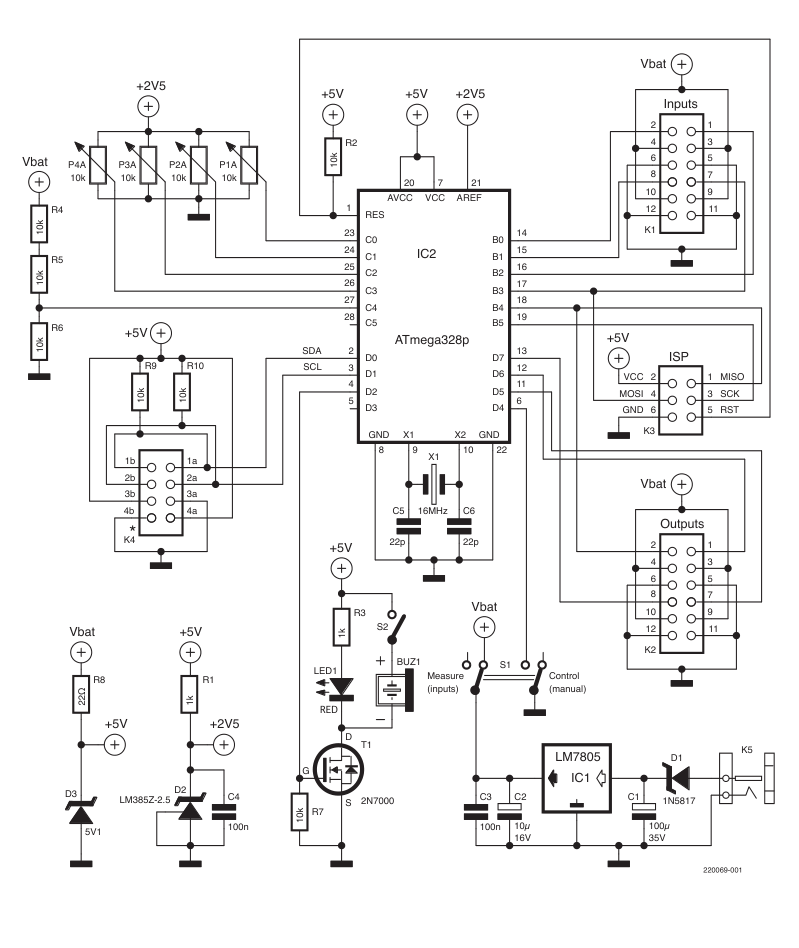 Vbat
Inputs
2 1
4 3
6 5
8 7
10 9
12 11
K1
+2V5
P4A
10k
P3A
10k
P2A
10k
P1A
10k
Vbat
R4
10k
R5
10k
R6
10k
+5V
R2
10k
+5V
+2V5
20
7
21
AVCC
VCC
AREF
1 RES
23 C0
24 C1
25 C2
26 C3
27 C4
28 C5
SDA 2 D0
SCL 3 D1
4 D2
5 D3
IC2
ATmega328p
B0 14
B1 15
B2 16
B3 17
B4 18
B5 19
D7 13
D6 12
D5 11
D4 6
GND
X1
X2
GND
8
9
10
22
X1
16MHz
C5
22p
C6
22p
+5V
R9
10k
R10
10k
1b 1a
2b 2a
3b 3a
4b 4a
*
K4
+5V
ISP
VCC 2 1 MISO
MOSI 4 3 SCK
GND 6 5 RST
K3
Vbat
Outputs
2 1
4 3
6 5
8 7
10 9
12 11
K2
+5V
R3
1k
S2
LED1
RED
+
BUZ1
–
D
T1
G
S
2N7000
R7
10k
Vbat
S1
Measure
(inputs)
Control
(manual)
Vbat
R8
22Ω
+5V
D3
5V1
+5V
R1
1k
+2V5
D2
LM385Z-2.5
C4
100n
LM7805
IC1
C3
100n
C2
10µ
16V
C1
100µ
35V
D1
1N5817
K5
220069-001